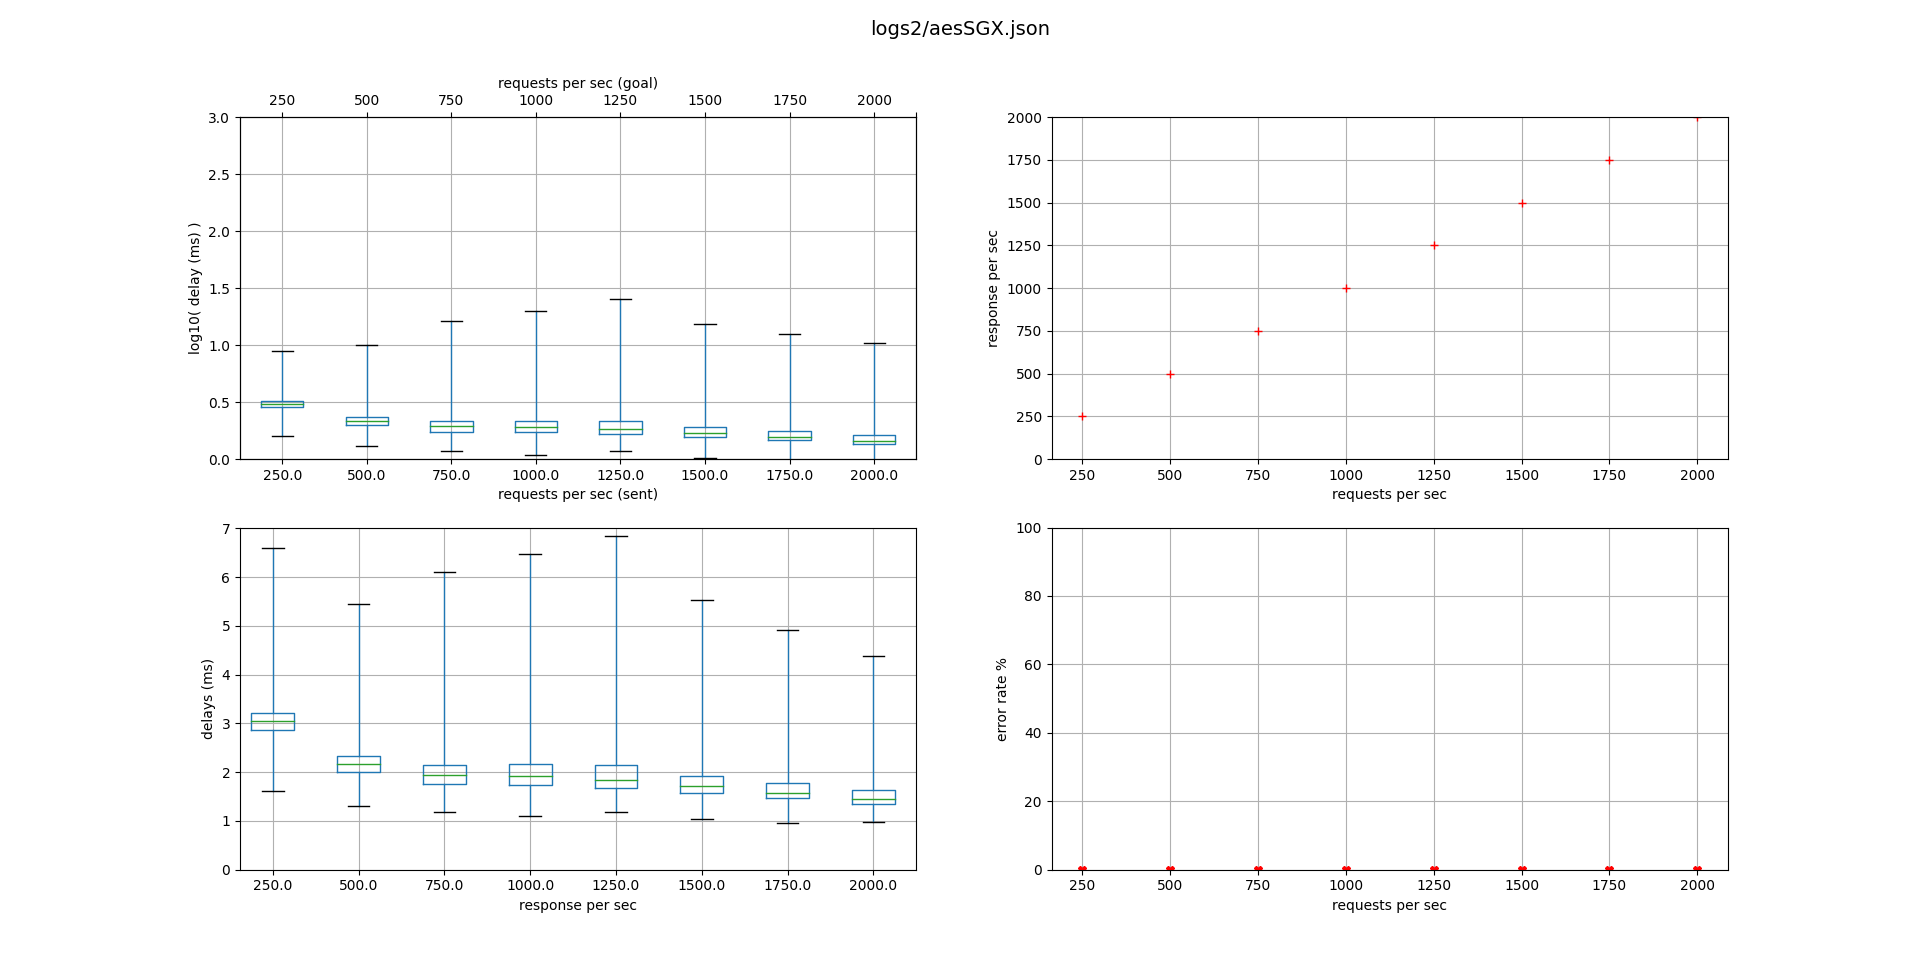 logs2/aesSGX.json
requests per sec (goal)
250 500 750 1000 1250 1500 1750 2000
3.0
2.5
2.0
1.5
1.0
0.5
0.0
log10( delay (ms) )
250.0 500.0 750.0 1000.0 1250.0 1500.0 1750.0 2000.0
requests per sec (sent)
2000
1750
1500
1250
1000
750
500
250
0
response per sec
250 500 750 1000 1250 1500 1750 2000
requests per sec
7
6
5
4
3
2
1
0
delays (ms)
250.0 500.0 750.0 1000.0 1250.0 1500.0 1750.0 2000.0
response per sec
100
80
60
40
20
0
error rate %
250 500 750 1000 1250 1500 1750 2000
requests per sec